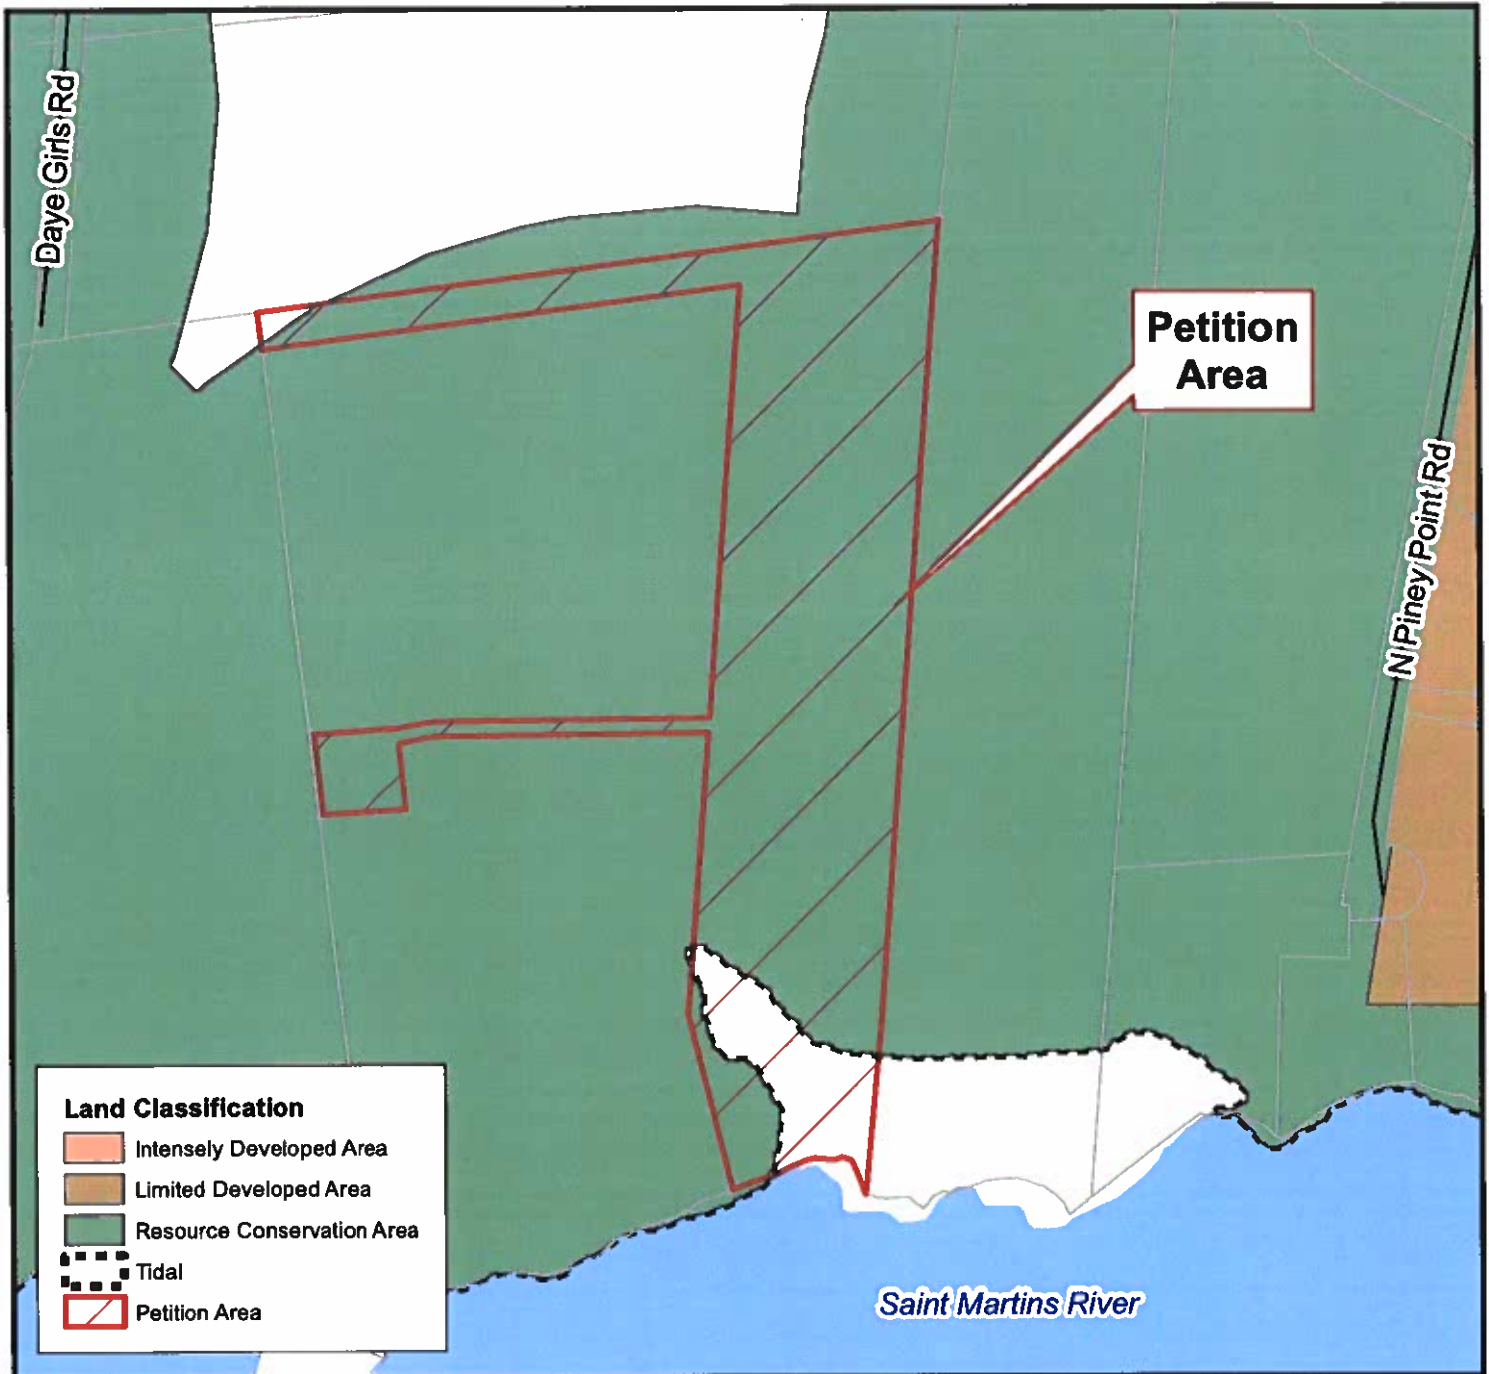 Daye Girls Rd
Petition
Area
N Piney Point Rd
Land Classification
Intensely Developed Area
Limited Developed Area
Resource Conservation Area
Tidal
Petition Area
Saint Martins River